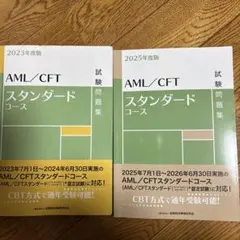 2023年度版
AML／CFT
スタンダード
コース
試験問題集
2023年7月1日～2024年6月30日実施の
AML／CFTスタンダードコース
CBT方式で通年受験可能!
2025年度版
AML／CFT
スタンダード
コース
試験問題集
2025年7月1日～2026年6月30日実施の
AML／CFTスタンダードコース
に対応!
CBT方式で通年受験可能!